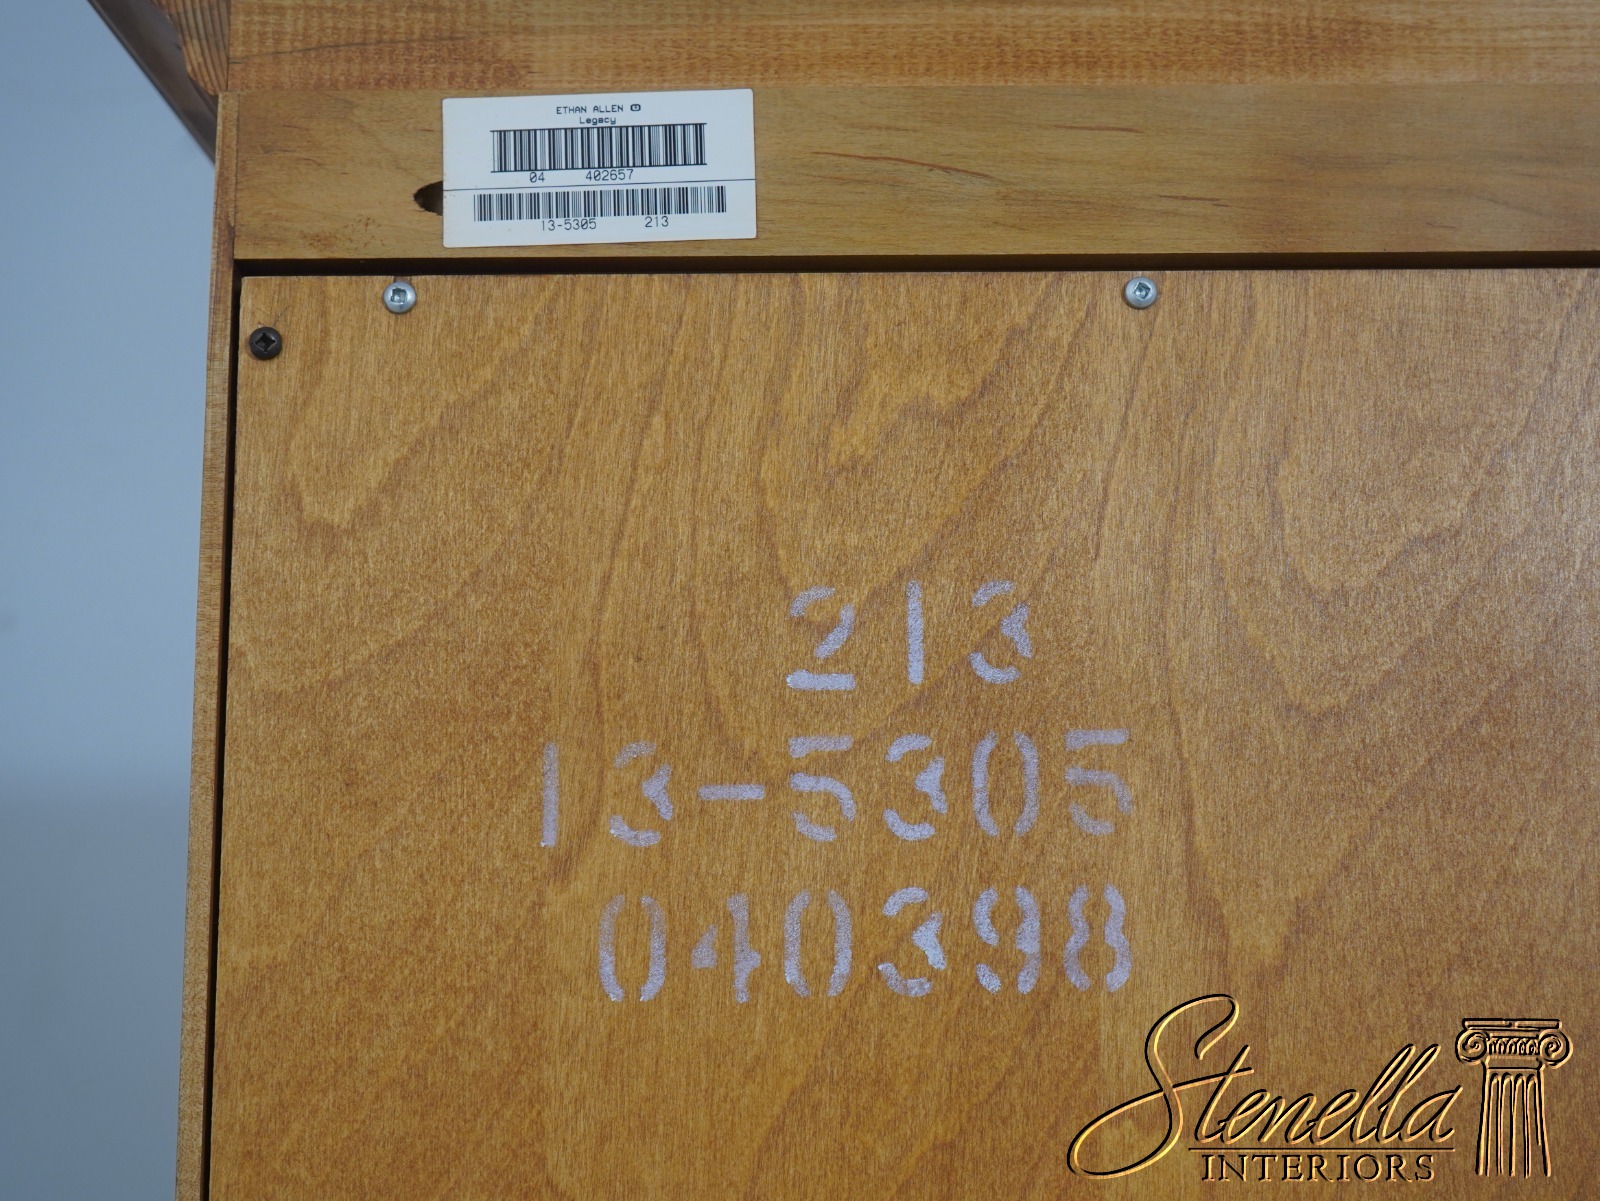 ETHAN ALLEN
Legacy
04 402657
13-5305 213
213
13-5305
040398
Stenella
INTERIORS